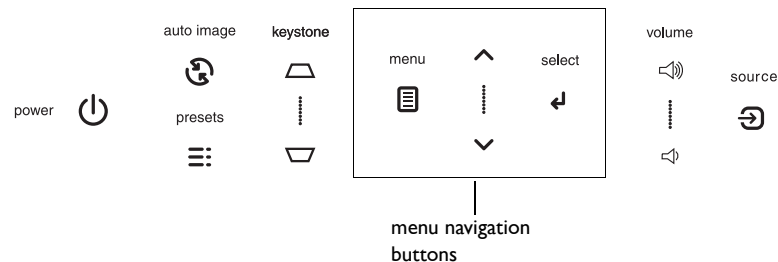 auto image
keystone
volume
menu
select
source
power
presets
menu navigation
buttons